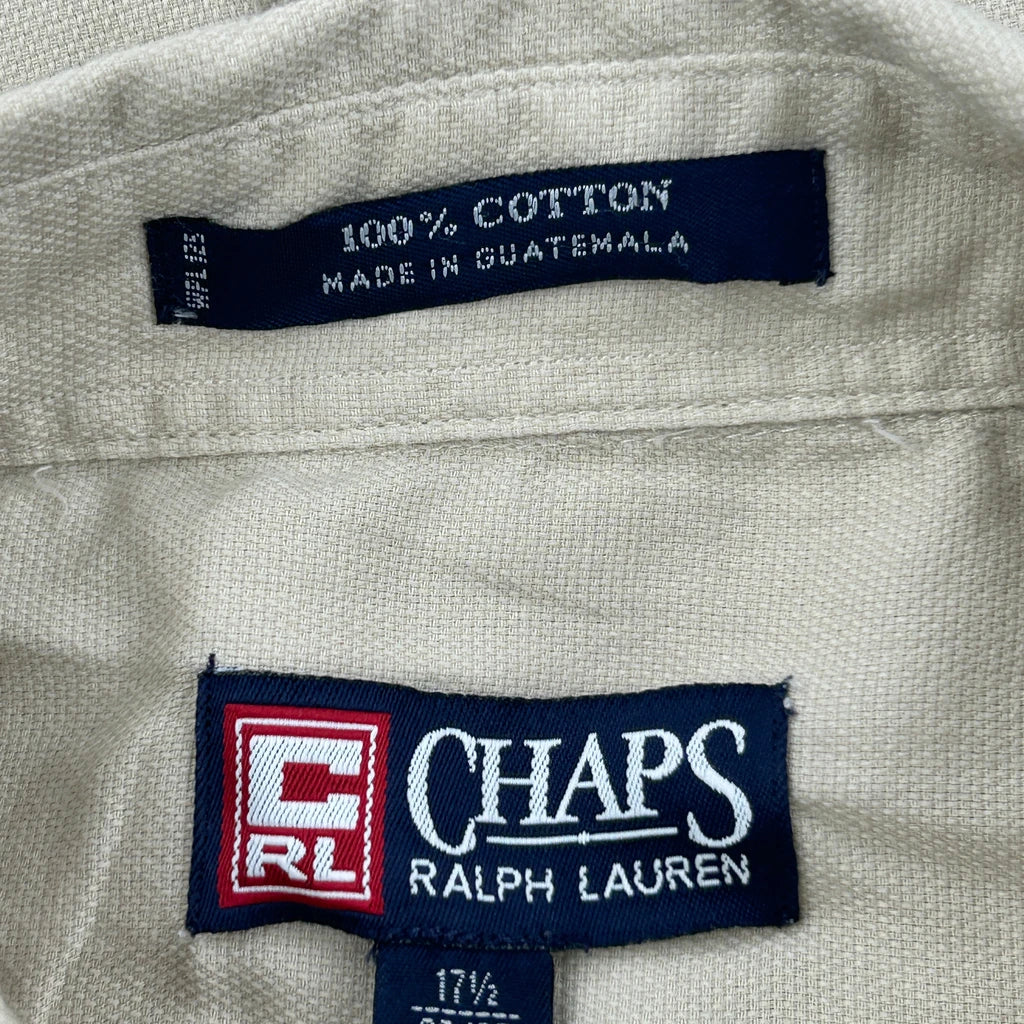 100% COTTON
MADE IN GUATEMALA
C
RL
CHAPS
RALPH LAUREN
17½